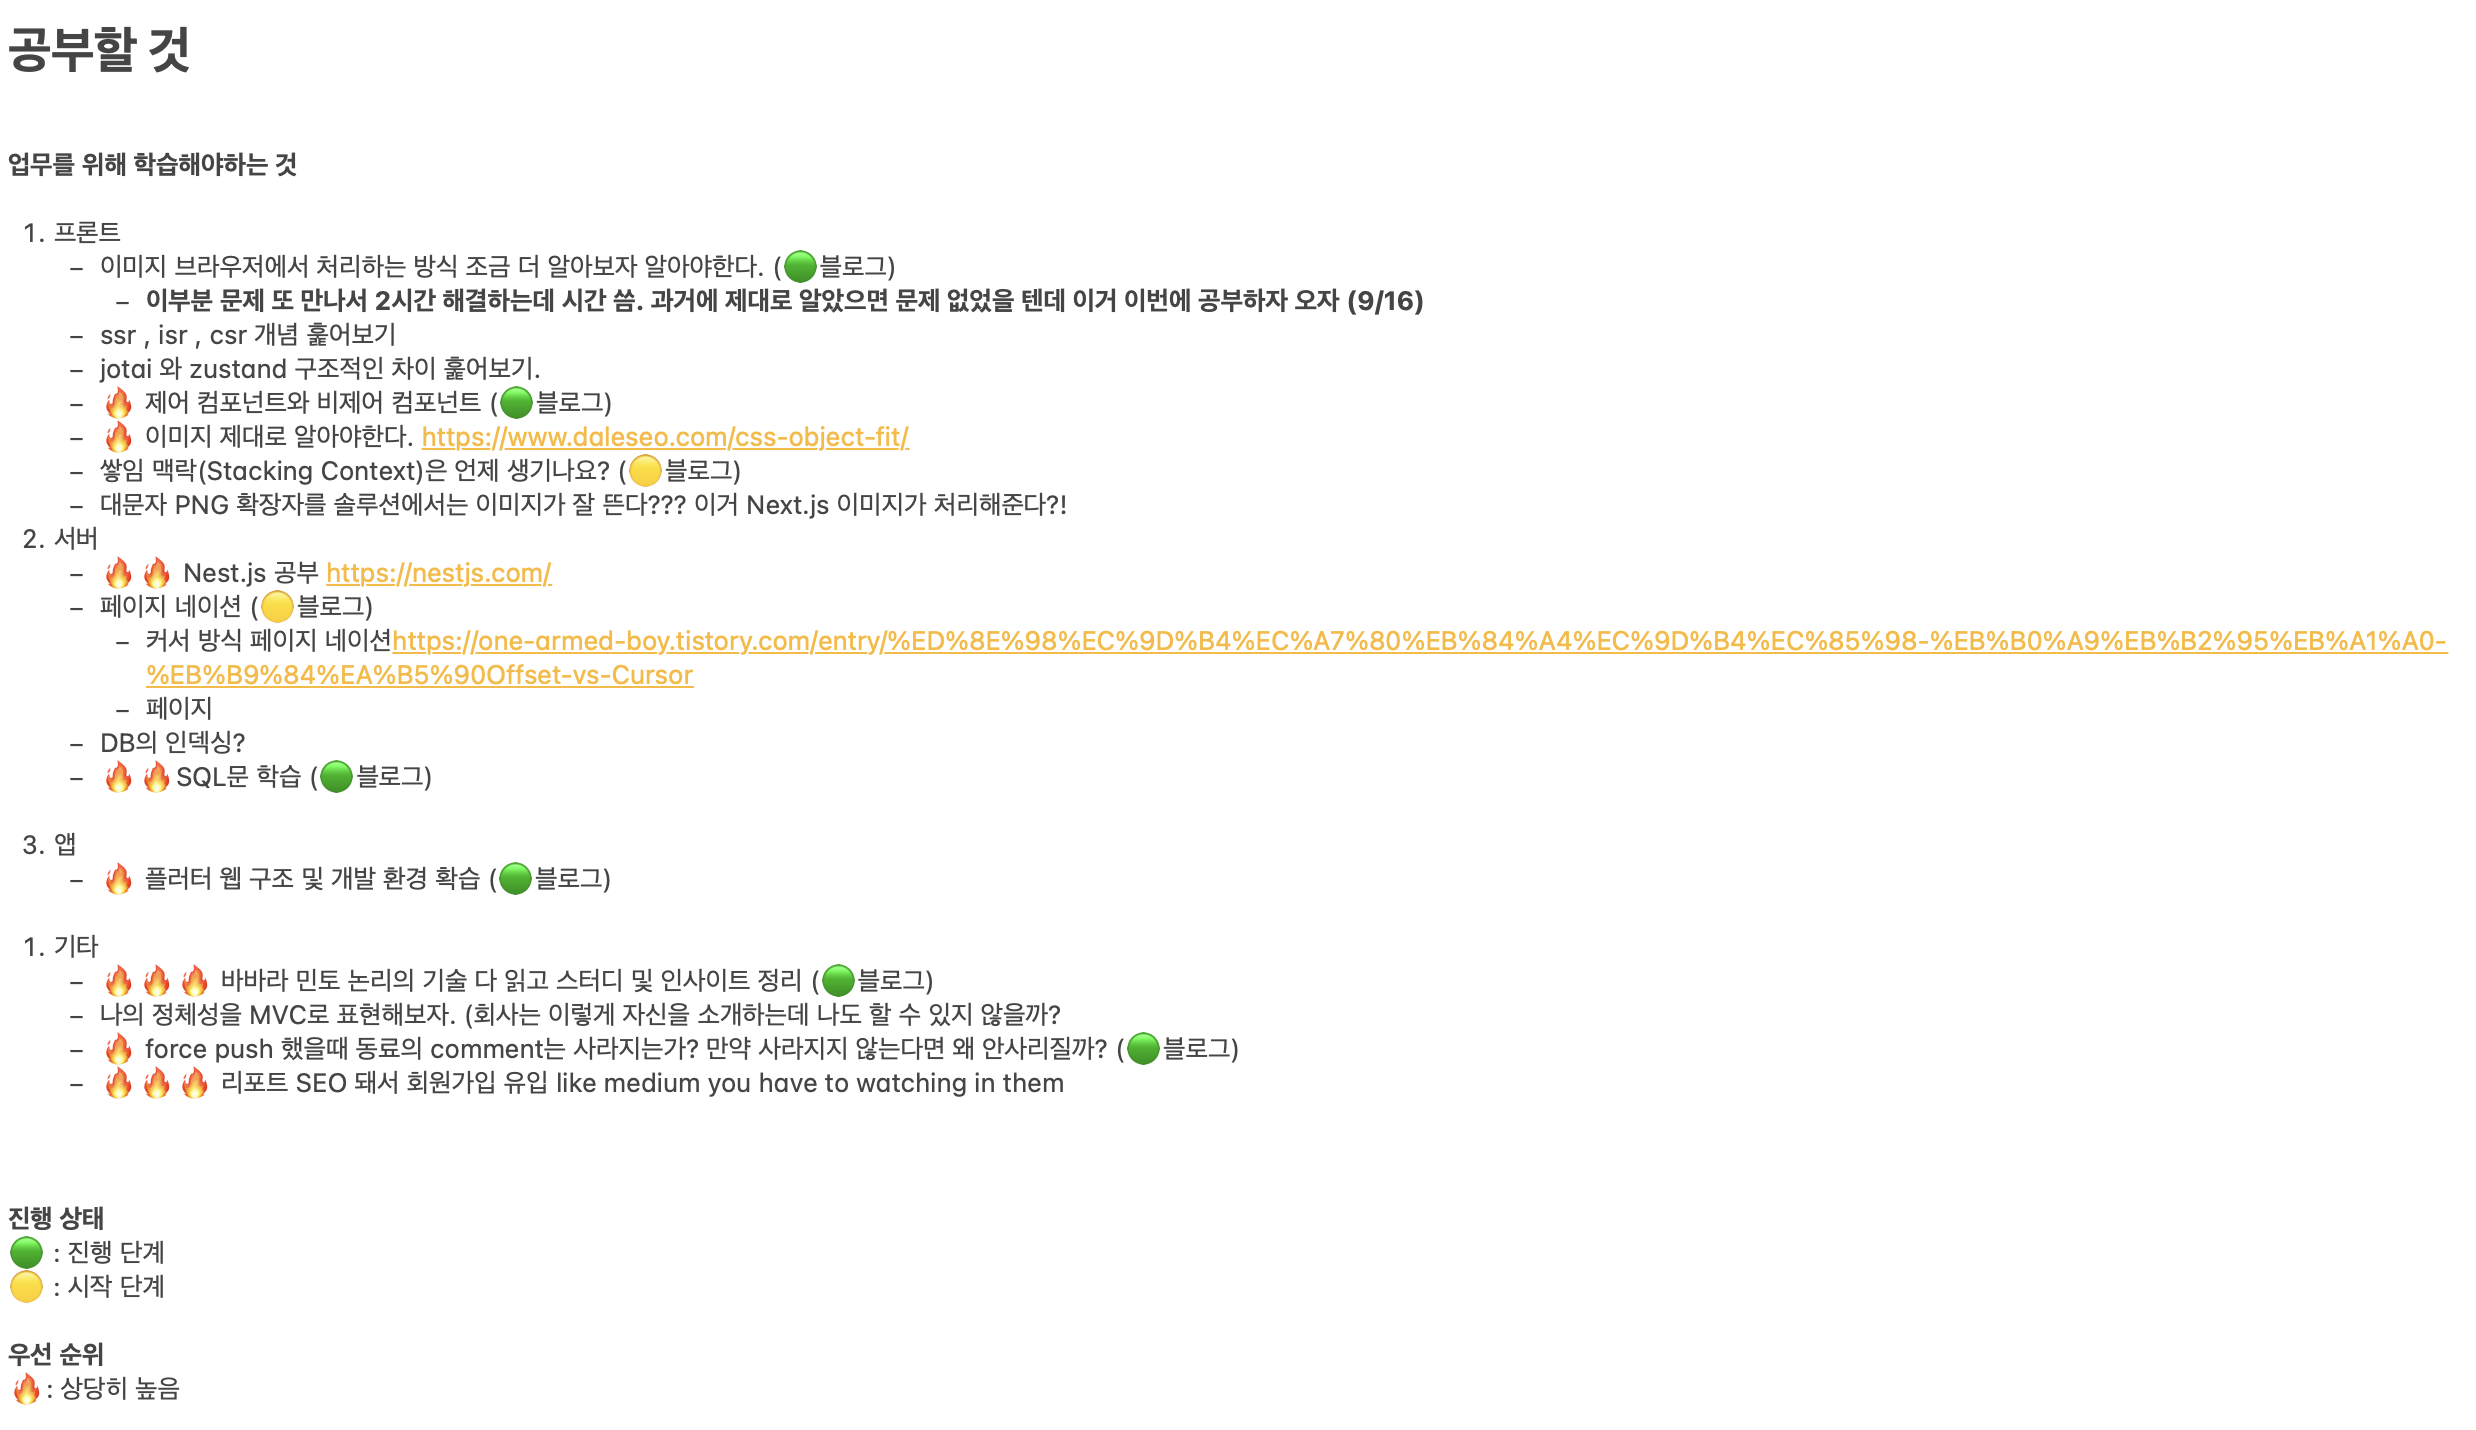 공부할 것
업무를 위해 학습해야하는 것
1. 프론트
– 이미지 브라우저에서 처리하는 방식 조금 더 알아보자 알아야한다. (🟢블로그)
– 이부분 문제 또 만나서 2시간 해결하는데 시간 씀. 과거에 제대로 알았으면 문제 없었을 텐데 이거 이번에 공부하자 오자 (9/16)
– ssr , isr , csr 개념 훑어보기
– jotai 와 zustand 구조적인 차이 훑어보기.
– 🔥 제어 컴포넌트와 비제어 컴포넌트 (🟢블로그)
– 🔥 이미지 제대로 알아야한다. https://www.daleseo.com/css-object-fit/
– 쌓임 맥락(Stacking Context)은 언제 생기나요? (🟡블로그)
– 대문자 PNG 확장자를 솔루션에서는 이미지가 잘 뜬다??? 이거 Next.js 이미지가 처리해준다?!
2. 서버
– 🔥🔥 Nest.js 공부 https://nestjs.com/
– 페이지 네이션 (🟡블로그)
– 커서 방식 페이지 네이션https://one-armed-boy.tistory.com/entry/%ED%8E%98%EC%9D%B4%EC%A7%80%EB%84%A4%EC%9D%B4%EC%85%98-%EB%B0%A9%EB%B2%95%EB%A1%A0-
%EB%B9%84%EA%B5%90Offset-vs-Cursor
– 페이지
– DB의 인덱싱?
– 🔥🔥SQL문 학습 (🟢블로그)
3. 앱
– 🔥 플러터 웹 구조 및 개발 환경 확습 (🟢블로그)
1. 기타
– 🔥🔥🔥 바바라 민토 논리의 기술 다 읽고 스터디 및 인사이트 정리 (🟢블로그)
– 나의 정체성을 MVC로 표현해보자. (회사는 이렇게 자신을 소개하는데 나도 할 수 있지 않을까?
– 🔥 force push 했을때 동료의 comment는 사라지는가? 만약 사라지지 않는다면 왜 안사리질까? (🟢블로그)
– 🔥🔥🔥 리포트 SEO 돼서 회원가입 유입 like medium you have to watching in them
진행 상태
🟢 : 진행 단계
🟡 : 시작 단계
우선 순위
🔥: 상당히 높음